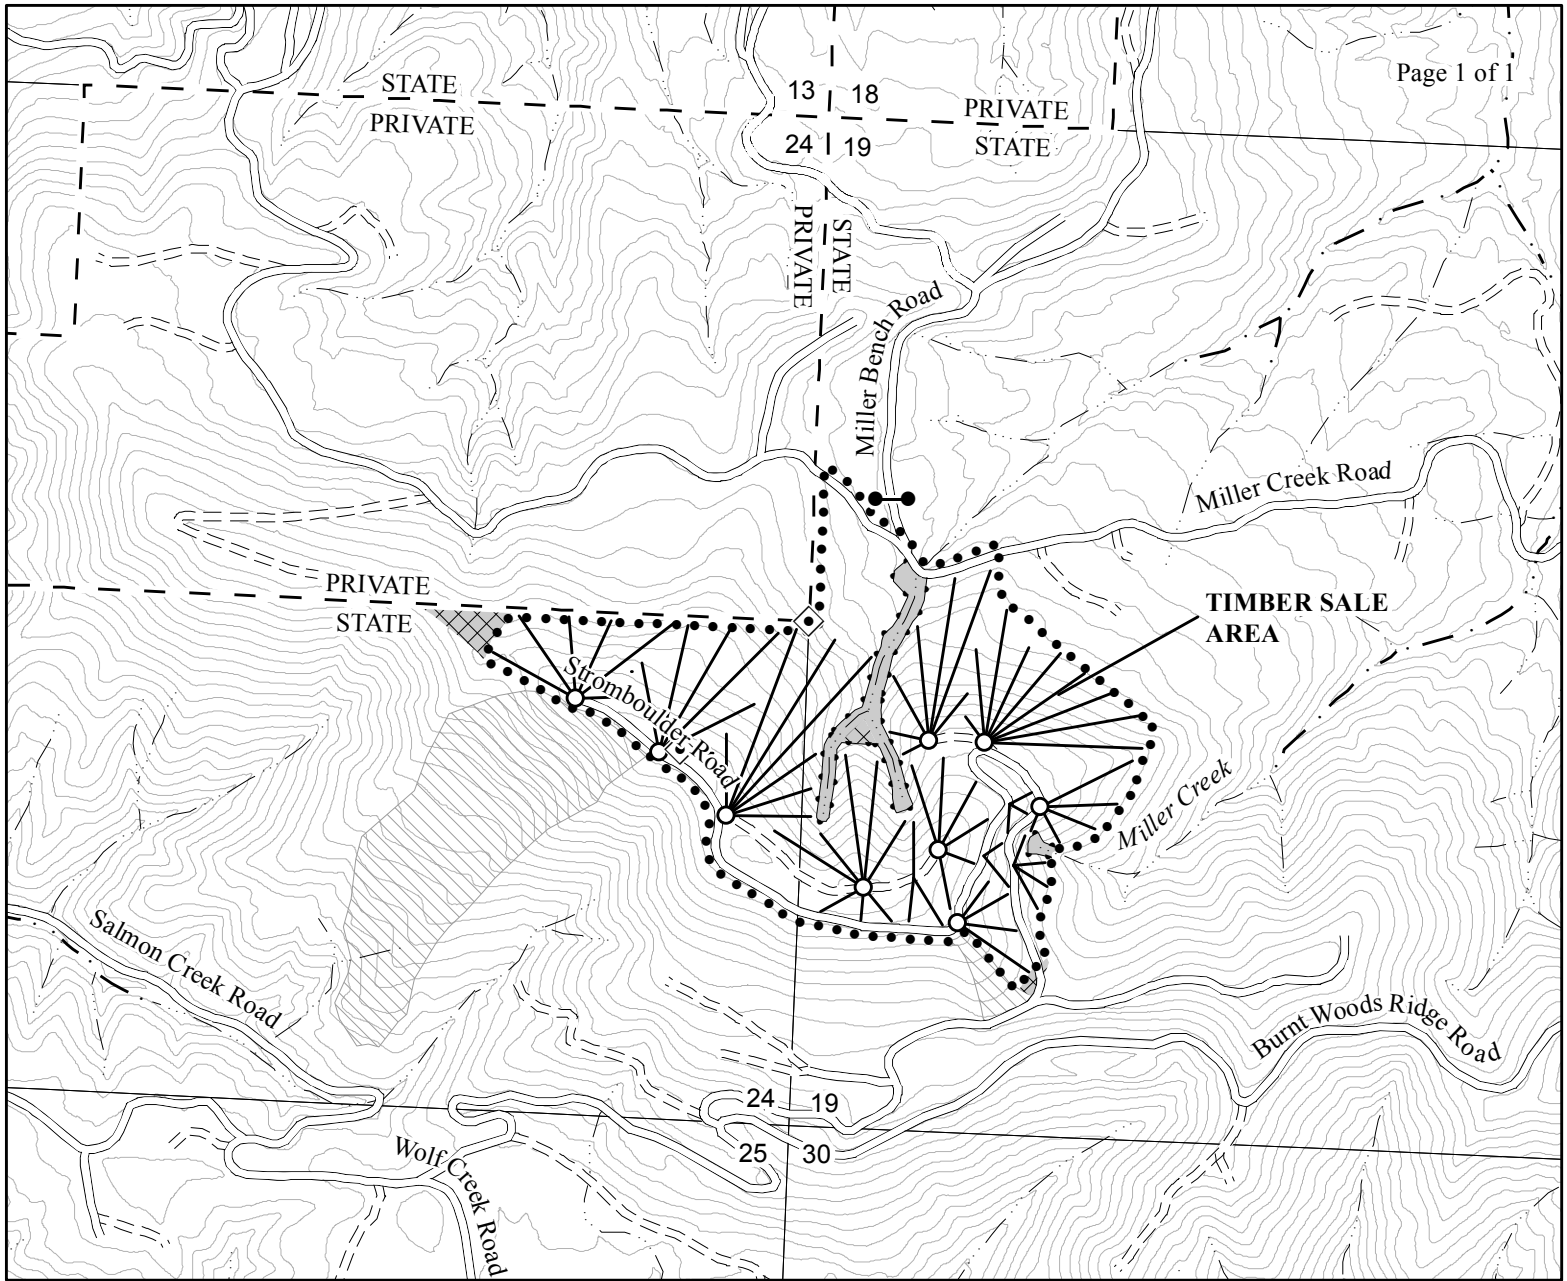 Page 1 of 1
STATE
PRIVATE
13
18
24
19
PRIVATE
STATE
PRIVATE
STATE
Miller Bench Road
Miller Creek Road
PRIVATE
STATE
TIMBER SALE
AREA
Stromboulder Road
Miller Creek
Salmon Creek Road
Burnt Woods Ridge Road
24
19
25
30
Wolf Creek Road